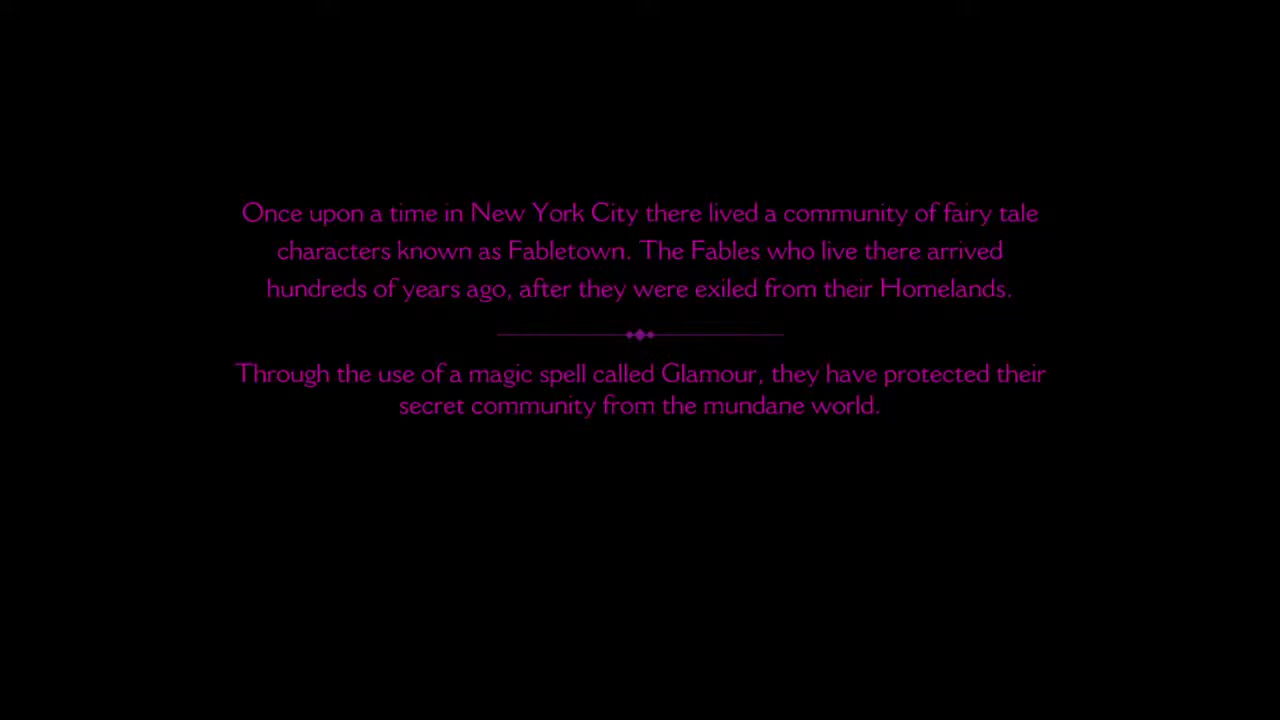 Once upon a time in New York City there lived a community of fairy tale
characters known as Fabletown. The Fables who live there arrived
hundreds of years ago, after they were exiled from their Homelands.
Through the use of a magic spell called Glamour, they have protected their
secret community from the mundane world.